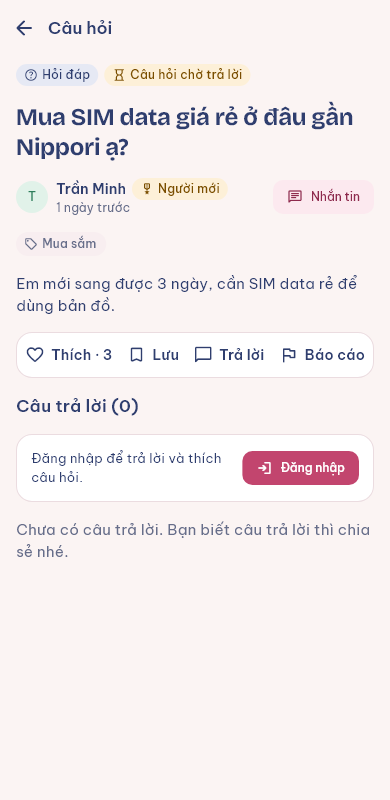 Câu hỏi
Hỏi đáp
Câu hỏi chờ trả lời
Mua SIM data giá rẻ ở đâu gần
Nippori ạ?
T
Trần Minh
Người mới
1 ngày trước
Nhắn tin
Mua sắm
Em mới sang được 3 ngày, cần SIM data rẻ để
dùng bản đồ.
Thích · 3
Lưu
Trả lời
Báo cáo
Câu trả lời (0)
Đăng nhập để trả lời và thích
câu hỏi.
Đăng nhập
Chưa có câu trả lời. Bạn biết câu trả lời thì chia
sẻ nhé.